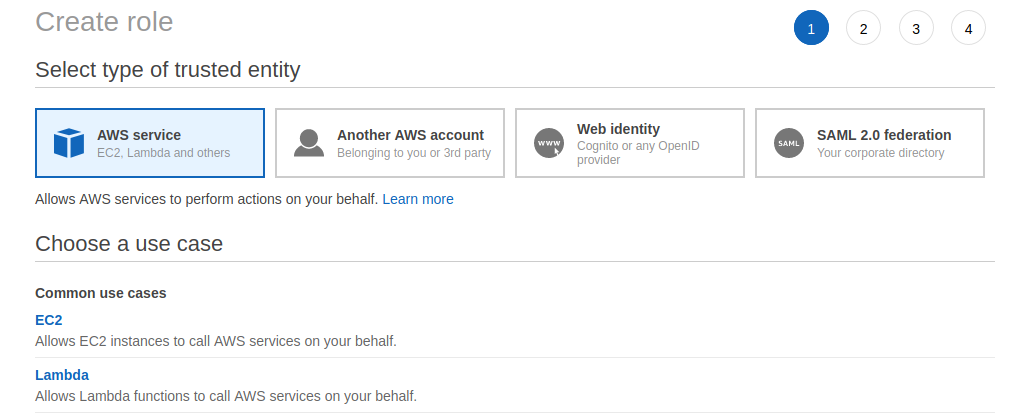 Create role
1 2 3 4
Select type of trusted entity
AWS service
EC2, Lambda and others
Another AWS account
Belonging to you or 3rd party
WWW
Web identity
Cognito or any OpenID
provider
SAML
SAML 2.0 federation
Your corporate directory
Allows AWS services to perform actions on your behalf. Learn more
Choose a use case
Common use cases
EC2
Allows EC2 instances to call AWS services on your behalf.
Lambda
Allows Lambda functions to call AWS services on your behalf.